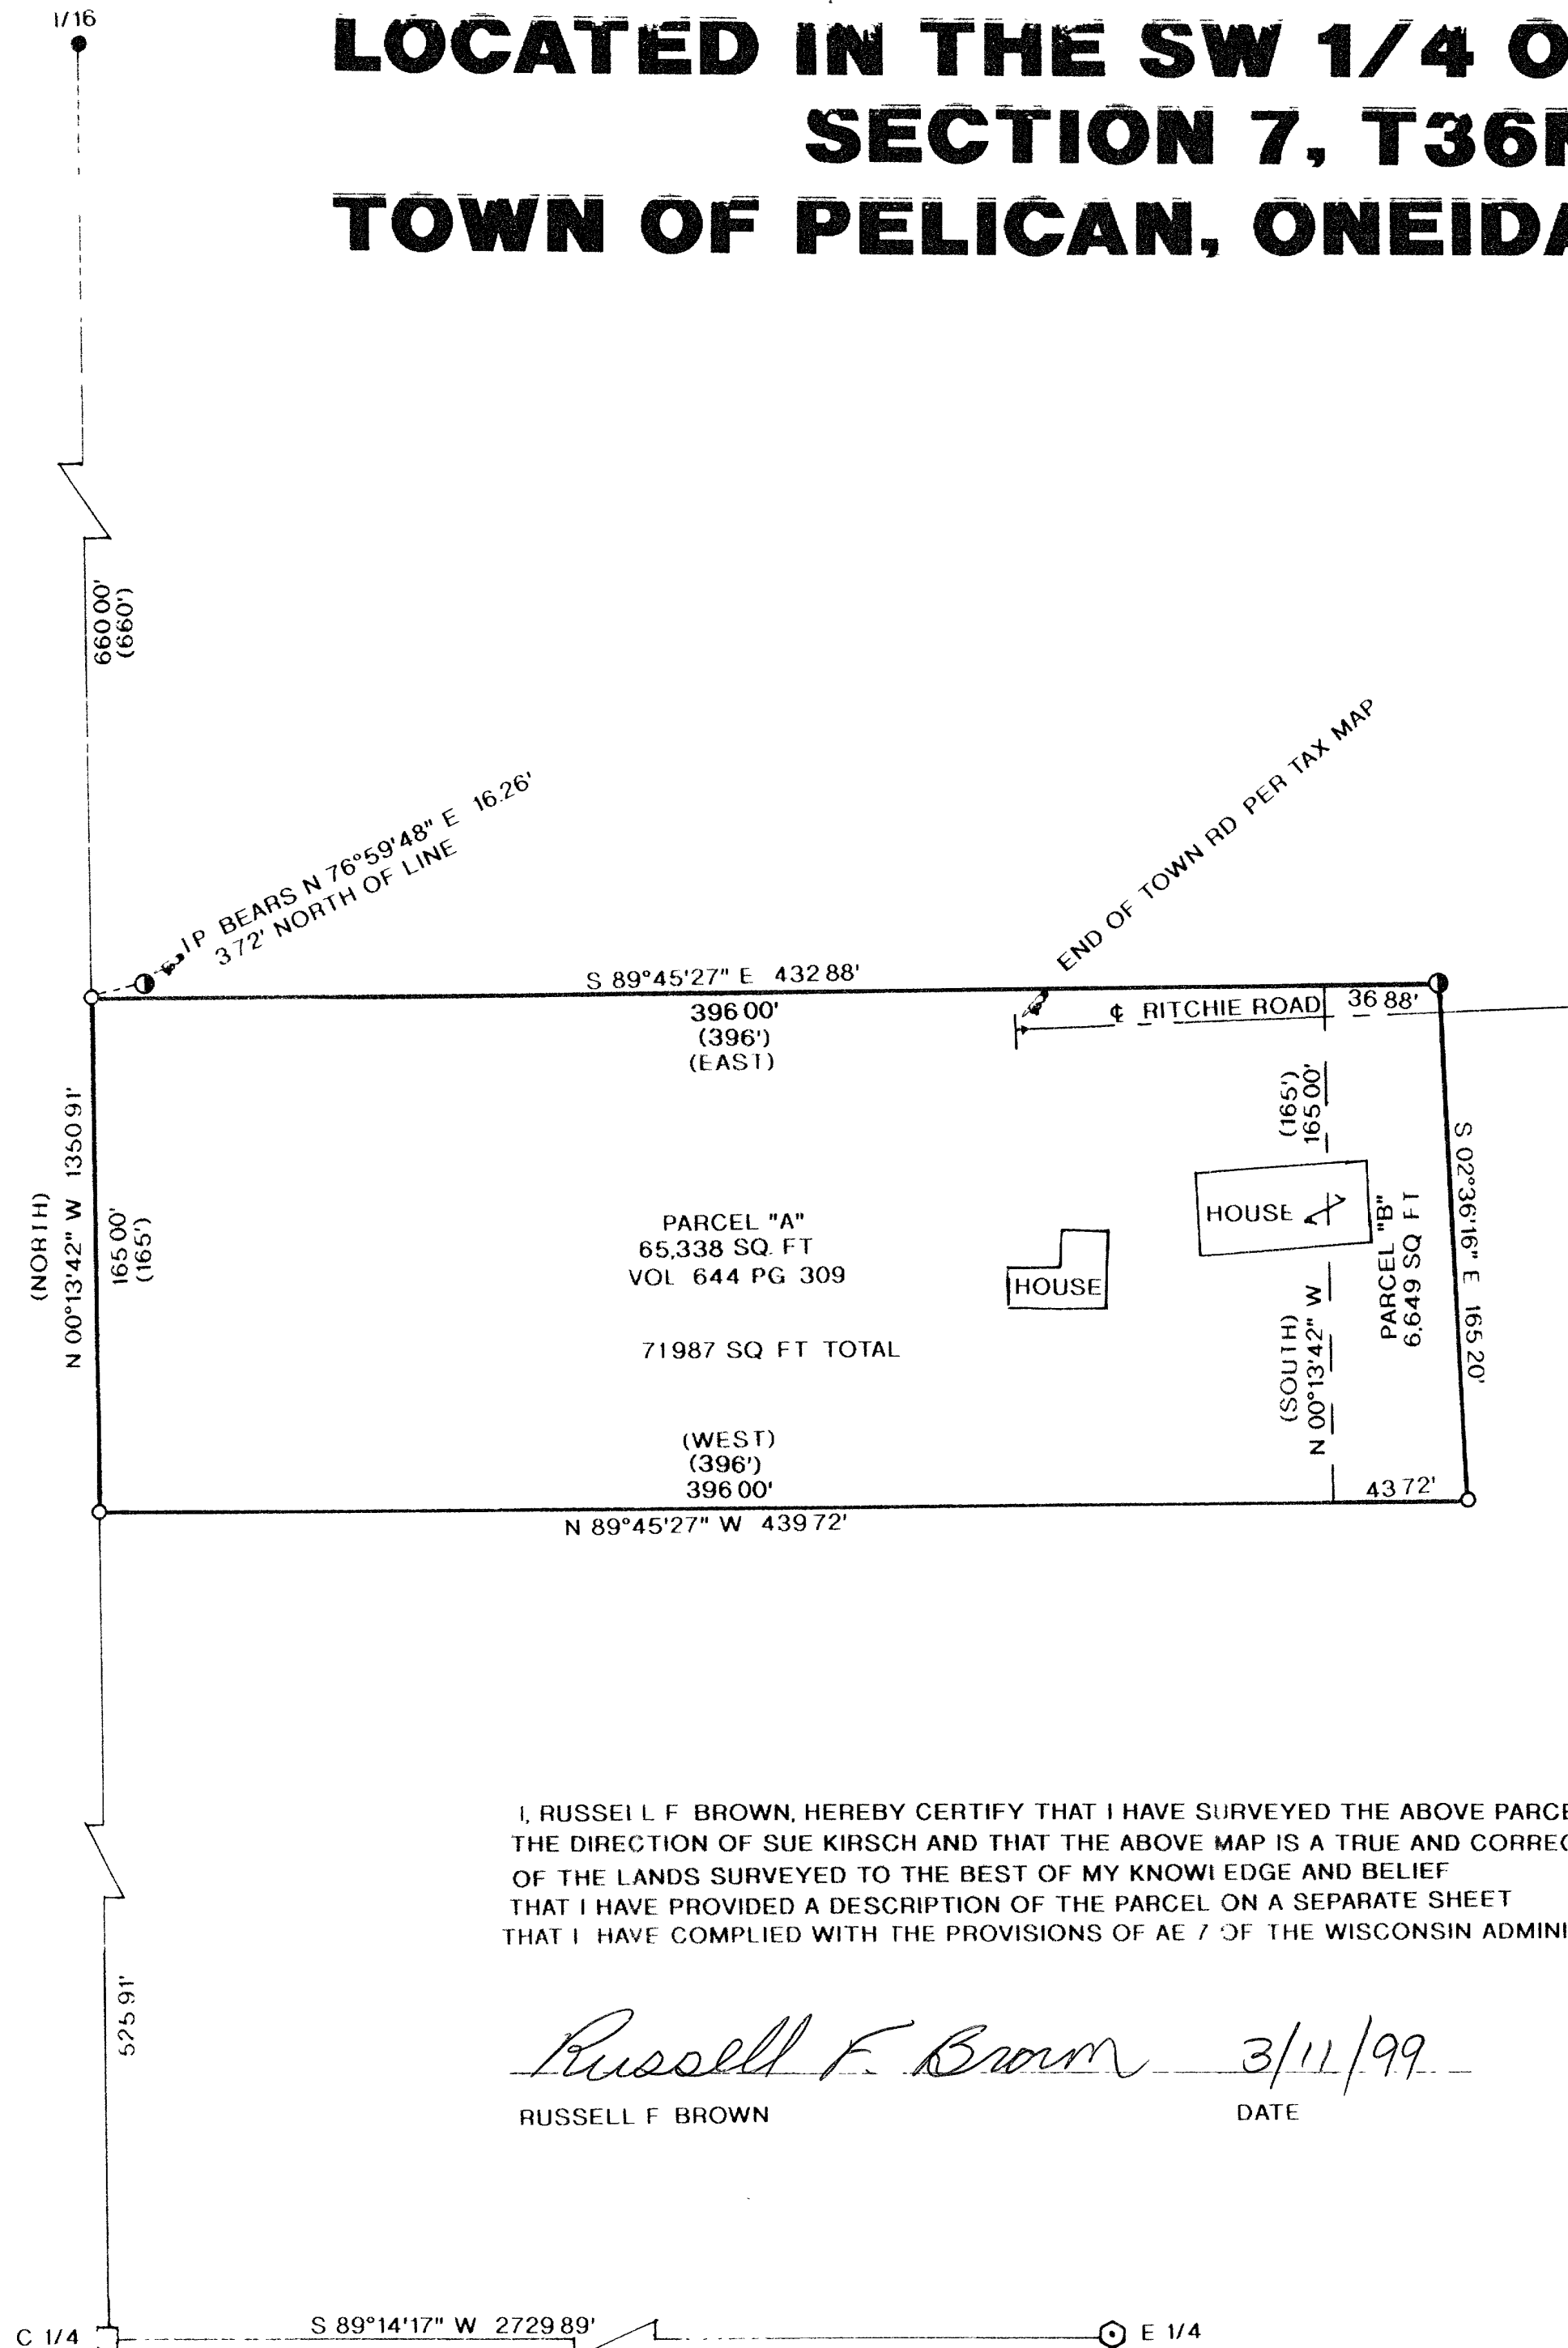 1/16
LOCATED IN THE SW 1/4 O
SECTION 7, T36N
TOWN OF PELICAN, ONEIDA
660 00'
(660')
IP BEARS N 76°59'48" E 16.26'
3 72' NORTH OF LINE
END OF TOWN RD PER TAX MAP
S 89°45'27" E 432 88'
396 00'
(396')
(EAST)
℄ RITCHIE ROAD
36 88'
(NORTH)
N 00°13'42" W 1350 91'
165 00'
(165')
(165')
165 00'
S 02°36'16" E 165 20'
PARCEL "A"
65,338 SQ. FT
VOL 644 PG 309
71987 SQ FT TOTAL
HOUSE
HOUSE
PARCEL "B"
6,649 SQ FT
(SOUTH)
N 00°13'42" W
(WEST)
(396')
396 00'
43 72'
N 89°45'27" W 439 72'
I, RUSSELL F BROWN, HEREBY CERTIFY THAT I HAVE SURVEYED THE ABOVE PARCE
THE DIRECTION OF SUE KIRSCH AND THAT THE ABOVE MAP IS A TRUE AND CORREC
OF THE LANDS SURVEYED TO THE BEST OF MY KNOWLEDGE AND BELIEF
THAT I HAVE PROVIDED A DESCRIPTION OF THE PARCEL ON A SEPARATE SHEET
THAT I HAVE COMPLIED WITH THE PROVISIONS OF AE 7 OF THE WISCONSIN ADMINI
525 91'
Russell F. Brown 3/11/99
RUSSELL F BROWN DATE
C 1/4
S 89°14'17" W 2729 89'
E 1/4